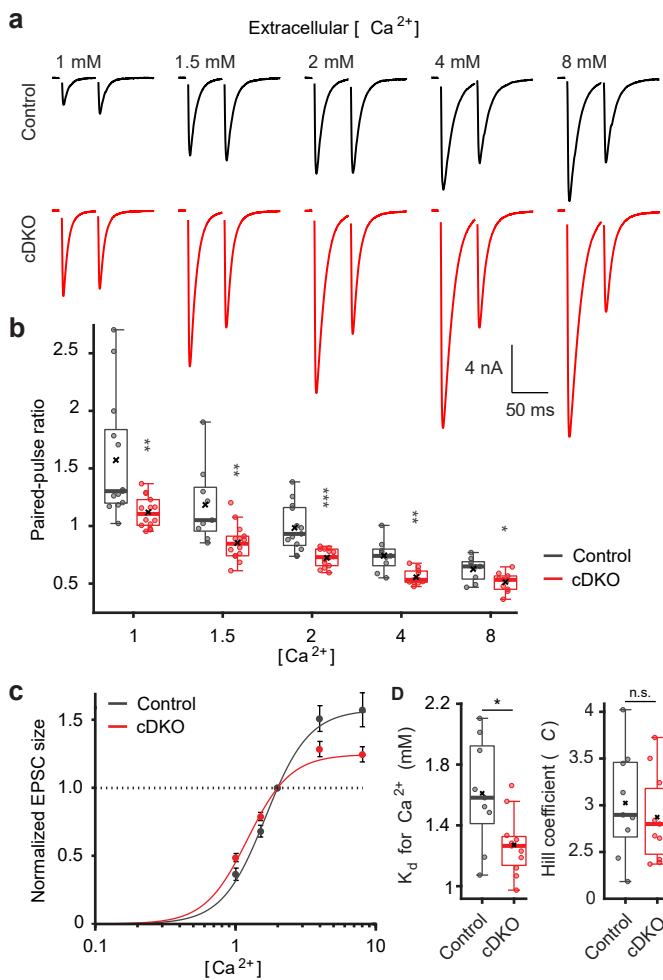 a
Extracellular [ Ca2+]
1 mM
1.5 mM
2 mM
4 mM
8 mM
Control
cDKO
4 nA
50 ms
b
Paired-pulse ratio
2.5
2
1.5
1
0.5
**
**
***
**
*
Control
cDKO
1
1.5
2
4
8
[Ca2+]
c
Normalized EPSC size
Control
cDKO
1.5
1.0
0.5
0
0.1
1
10
[Ca2+]
D
Kd for Ca2+ (mM)
2.2
1.8
1.4
1
*
Control
cDKO
Hill coefficient ( C)
n.s.
4
3
2.5
2
0
Control
cDKO